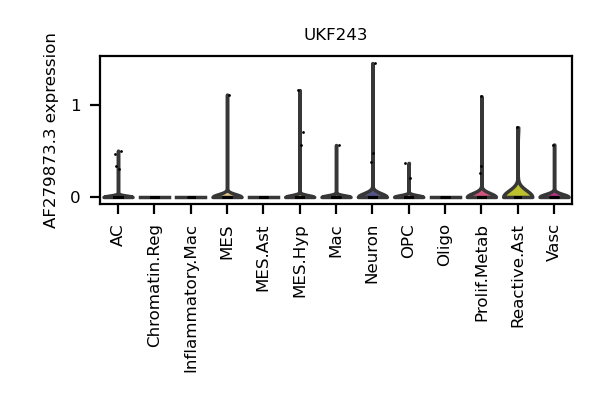 UKF243
AF279873.3 expression
1
0
AC
Chromatin.Reg
Inflammatory.Mac
MES
MES.Ast
MES.Hyp
Mac
Neuron
OPC
Oligo
Prolif.Metab
Reactive.Ast
Vasc